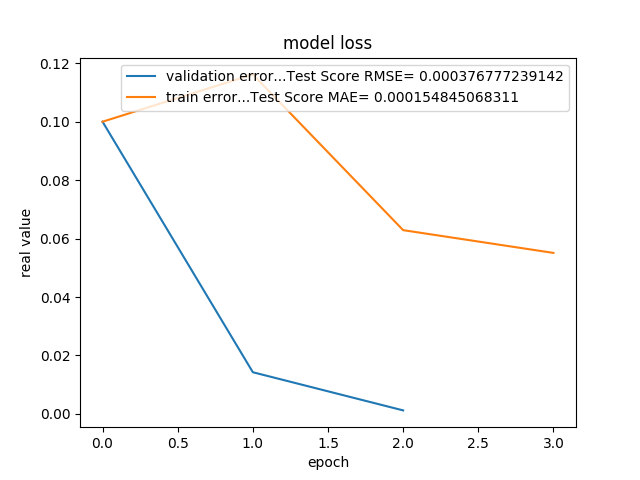 model loss
validation error...Test Score RMSE= 0.000376777239142
train error...Test Score MAE= 0.000154845068311
0.12
0.10
0.08
0.06
0.04
0.02
0.00
real value
0.0 0.5 1.0 1.5 2.0 2.5 3.0
epoch